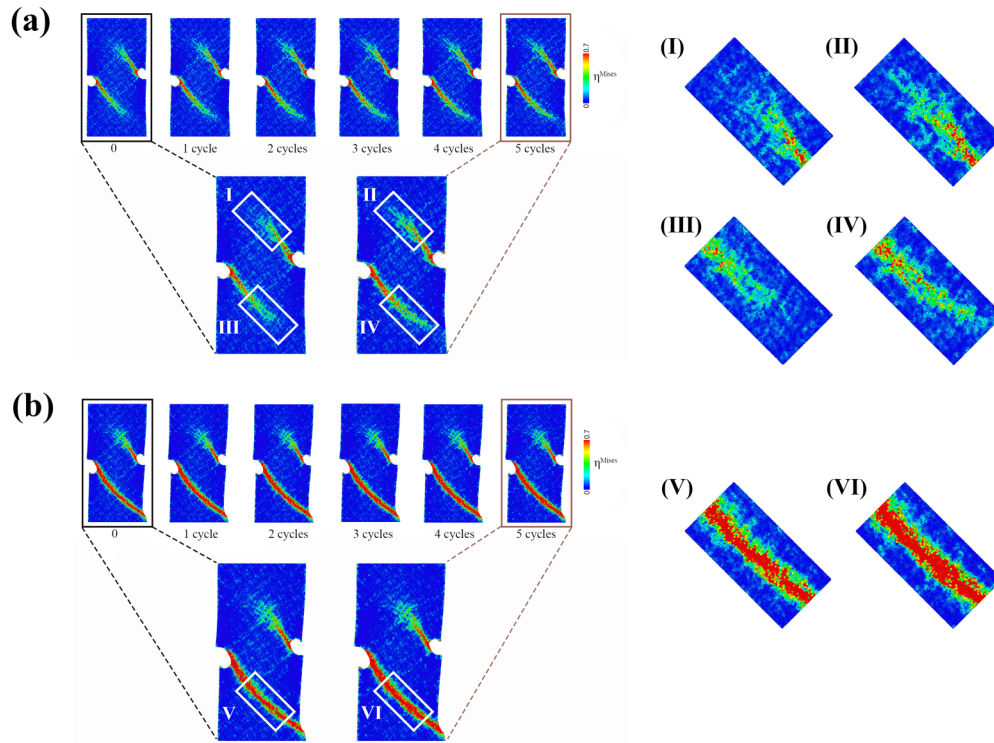 (a)
0.7
η^Mises
0
0
1 cycle
2 cycles
3 cycles
4 cycles
5 cycles
I
II
III
IV
(I)
(II)
(III)
(IV)
(b)
0.7
η^Mises
0
0
1 cycle
2 cycles
3 cycles
4 cycles
5 cycles
V
VI
(V)
(VI)